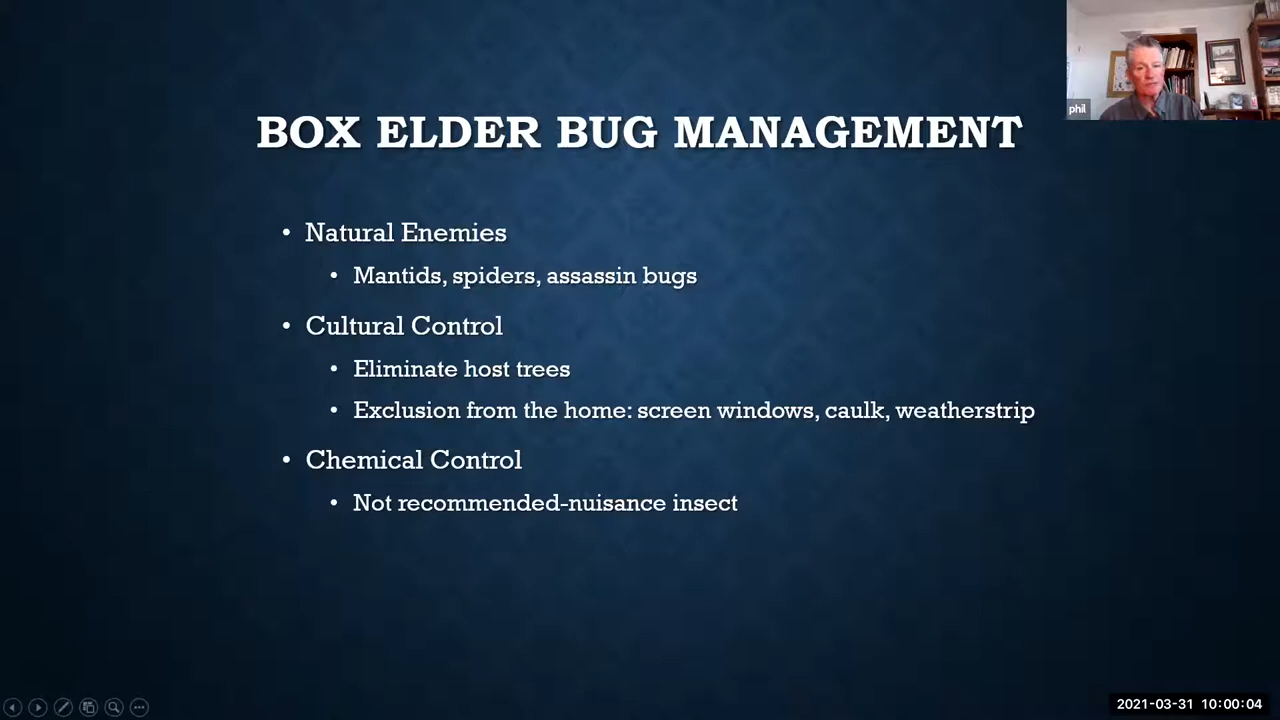 phil
BOX ELDER BUG MANAGEMENT
• Natural Enemies
• Mantids, spiders, assassin bugs
• Cultural Control
• Eliminate host trees
• Exclusion from the home: screen windows, caulk, weatherstrip
• Chemical Control
• Not recommended-nuisance insect
2021-03-31 10:00:04